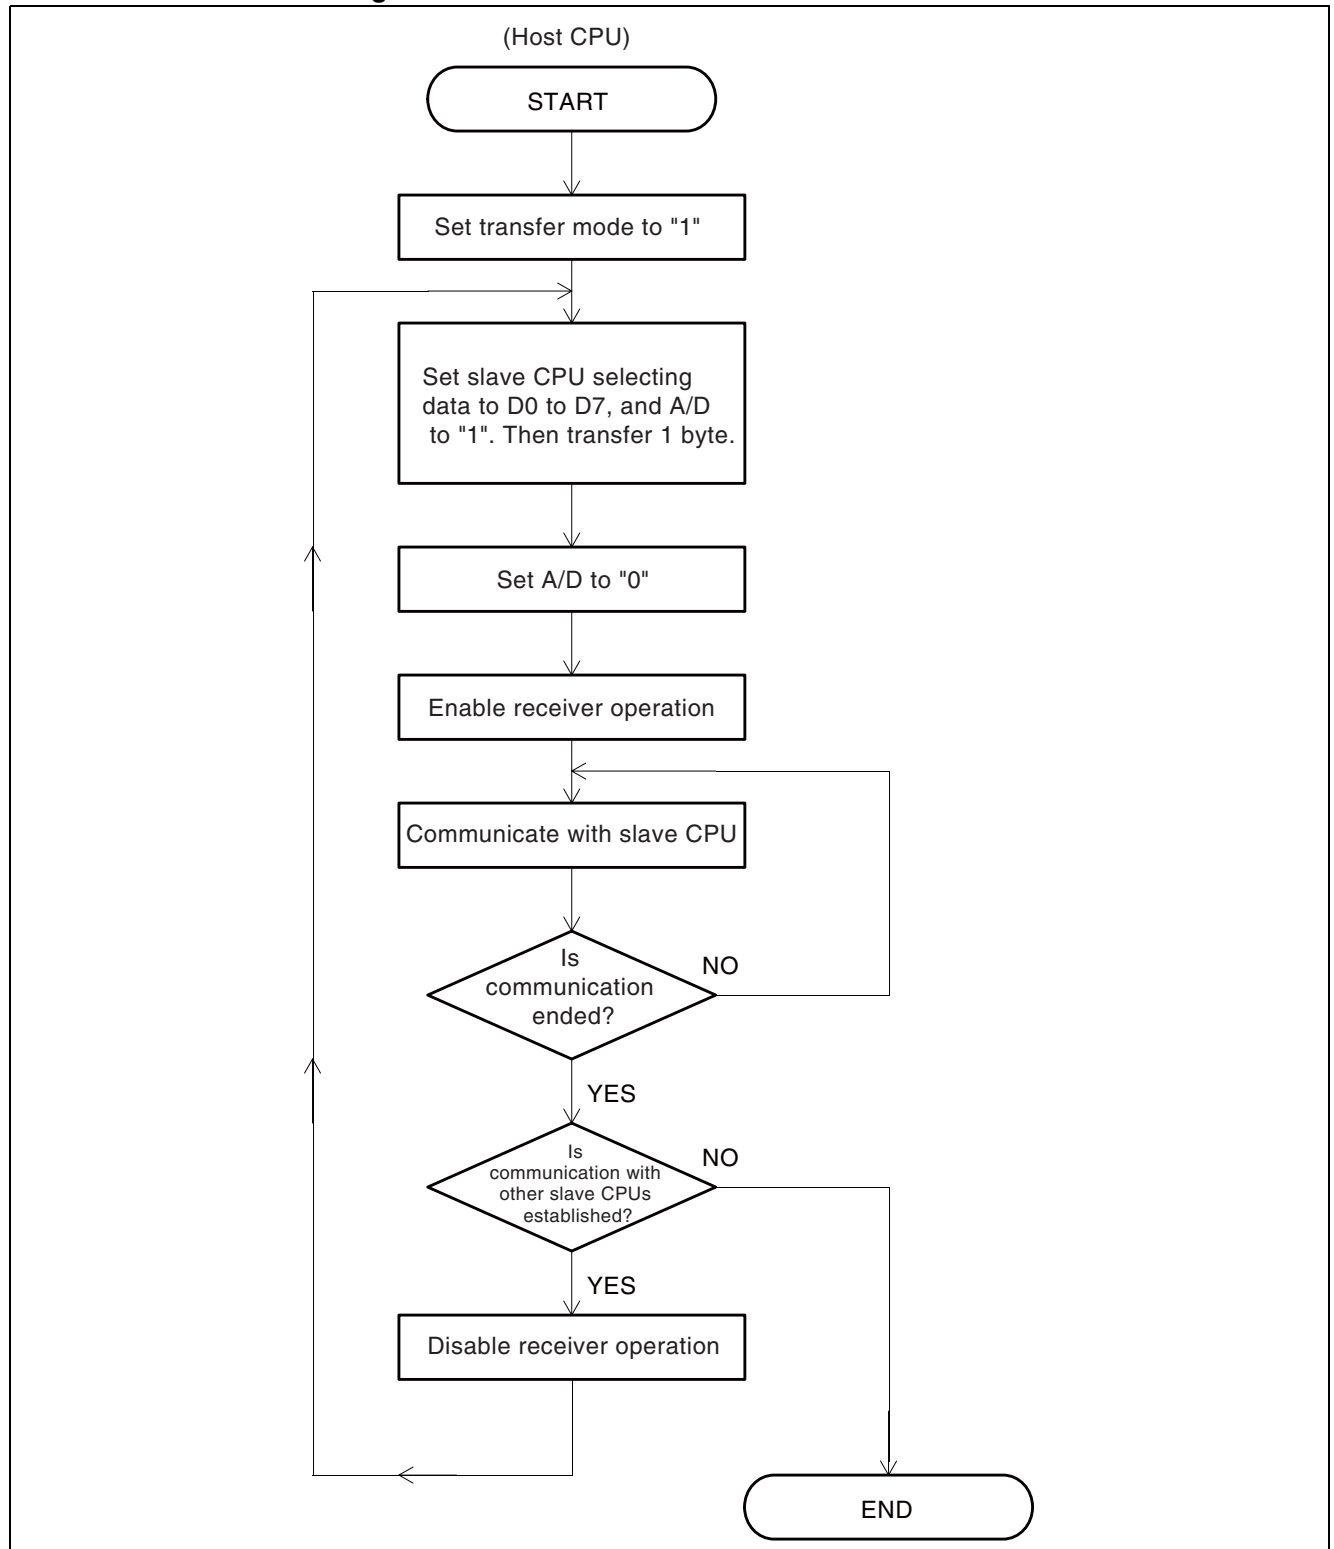 (Host CPU)
START
Set transfer mode to "1"
Set slave CPU selecting
data to D0 to D7, and A/D
to "1". Then transfer 1 byte.
Set A/D to "0"
Enable receiver operation
Communicate with slave CPU
Is
communication
ended?
NO
YES
Is
communication with
other slave CPUs
established?
NO
YES
Disable receiver operation
END